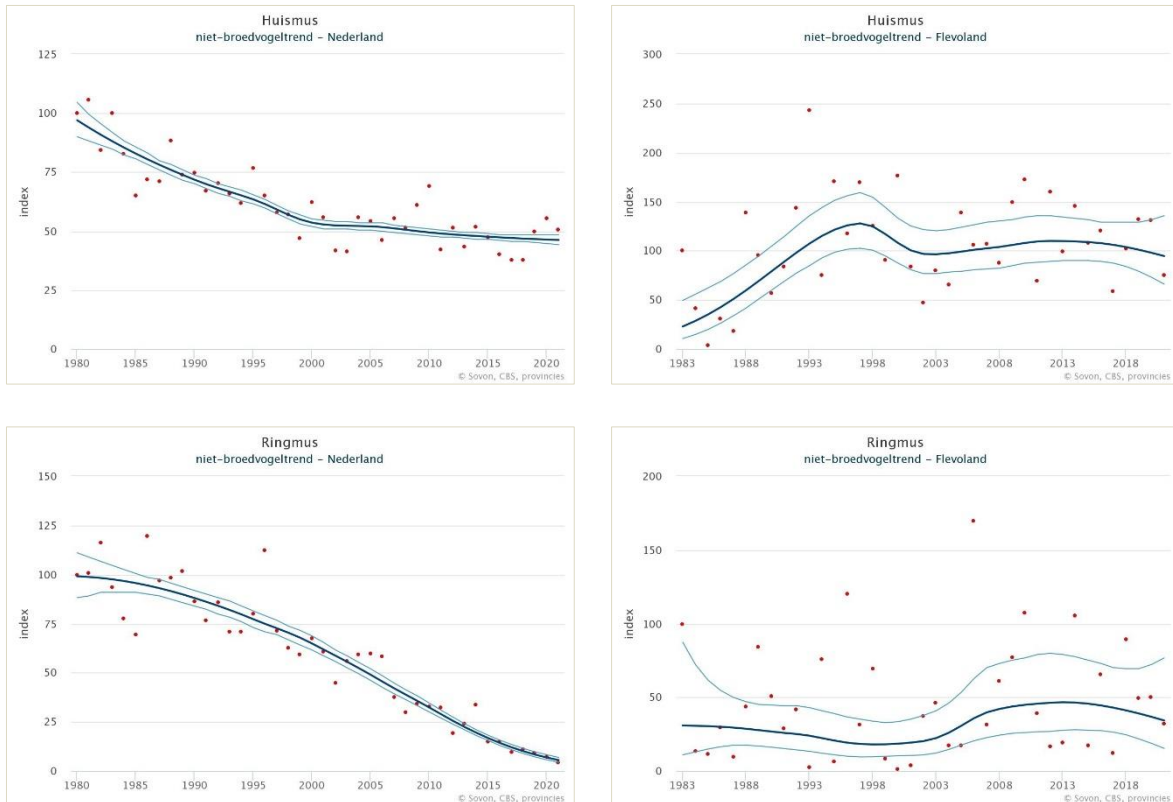 Huismus
niet-broedvogeltrend - Nederland
index
125
100
75
50
25
0
1980 1985 1990 1995 2000 2005 2010 2015 2020
© Sovon, CBS, provincies
Huismus
niet-broedvogeltrend - Flevoland
index
300
250
200
150
100
50
0
1983 1988 1993 1998 2003 2008 2013 2018
© Sovon, CBS, provincies
Ringmus
niet-broedvogeltrend - Nederland
index
150
125
100
75
50
25
0
1980 1985 1990 1995 2000 2005 2010 2015 2020
© Sovon, CBS, provincies
Ringmus
niet-broedvogeltrend - Flevoland
index
200
150
100
50
0
1983 1988 1993 1998 2003 2008 2013 2018
© Sovon, CBS, provincies